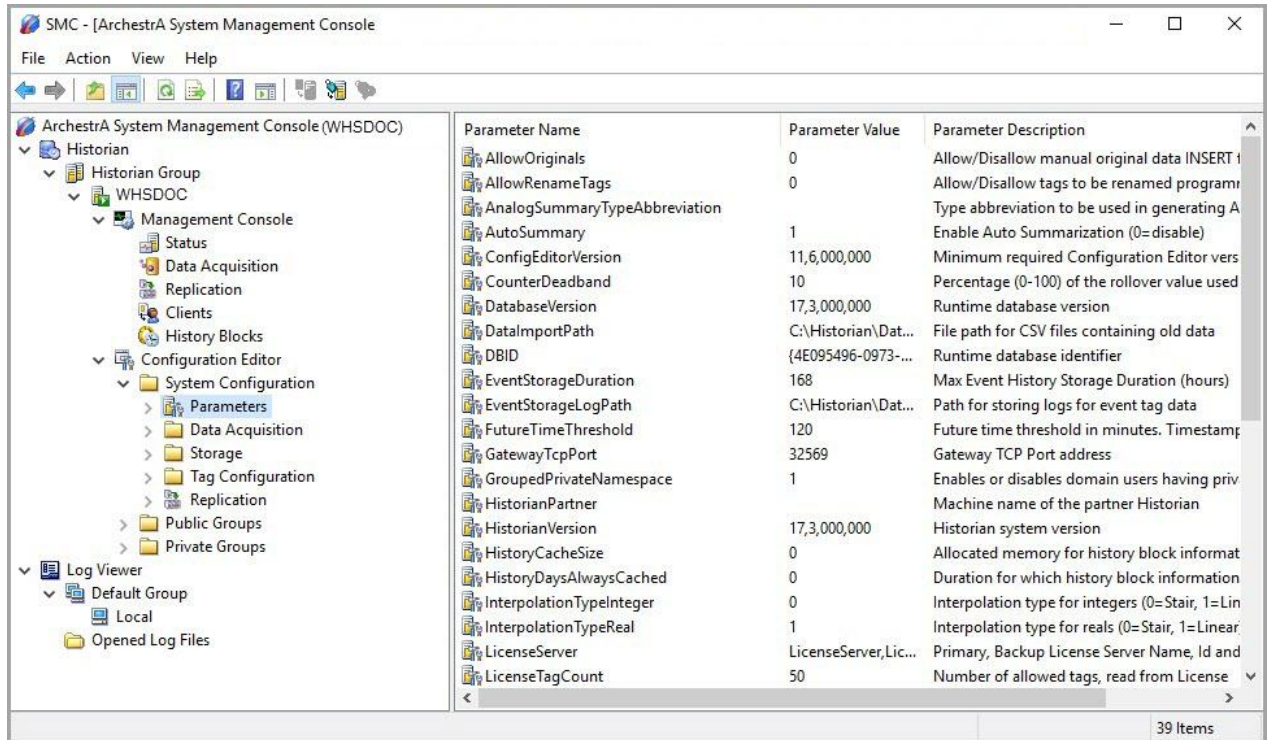 SMC - [ArchestrA System Management Console
File Action View Help
ArchestrA System Management Console (WHSDOC)
Historian
Historian Group
WHSDOC
Management Console
Status
Data Acquisition
Replication
Clients
History Blocks
Configuration Editor
System Configuration
Parameters
Data Acquisition
Storage
Tag Configuration
Replication
Public Groups
Private Groups
Log Viewer
Default Group
Local
Opened Log Files
Parameter Name Parameter Value Parameter Description
AllowOriginals 0 Allow/Disallow manual original data INSERT
AllowRenameTags 0 Allow/Disallow tags to be renamed
AnalogSummaryTypeAbbreviation Type abbreviation to be used in generating A
AutoSummary 1 Enable Auto Summarization (0=disable)
ConfigEditorVersion 11,6,000,000 Minimum required Configuration Editor vers
CounterDeadband 10 Percentage (0-100) of the rollover value used
DatabaseVersion 17,3,000,000 Runtime database version
DataImportPath C:\Historian\Dat... File path for CSV files containing old data
DBID {4E095496-0973-... Runtime database identifier
EventStorageDuration 168 Max Event History Storage Duration (hours)
EventStorageLogPath C:\Historian\Dat... Path for storing logs for event tag data
FutureTimeThreshold 120 Future time threshold in minutes. Timestamp
GatewayTcpPort 32569 Gateway TCP Port address
GroupedPrivateNamespace 1 Enables or disables domain users having priv
HistorianPartner Machine name of the partner Historian
HistorianVersion 17,3,000,000 Historian system version
HistoryCacheSize 0 Allocated memory for history block informat
HistoryDaysAlwaysCached 0 Duration for which history block information
InterpolationTypeInteger 0 Interpolation type for integers (0=Stair, 1=Lin
InterpolationTypeReal 1 Interpolation type for reals (0=Stair, 1=Linear
LicenseServer LicenseServer,Lic... Primary, Backup License Server Name, Id and
LicenseTagCount 50 Number of allowed tags, read from License
39 Items